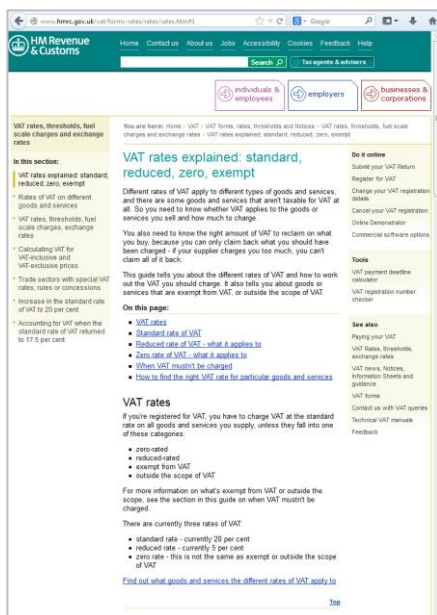 www.hmrc.gov.uk/vat/forms-rates/rates/rates.htm#1
Google
HM Revenue
& Customs
Home Contact us About us Jobs Accessibility Cookies Feedback Help
Search
Tax agents & advisers
individuals &
employees
employers
businesses &
corporations
VAT rates, thresholds, fuel
scale charges and exchange
rates
In this section:
VAT rates explained: standard,
reduced, zero, exempt
Rates of VAT on different
goods and services
VAT rates, thresholds, fuel
scale charges, exchange
rates
Calculating VAT for
VAT-inclusive and
VAT-exclusive prices
Trade sectors with special VAT
rates, rules or concessions
Increase in the standard rate
of VAT to 20 per cent
Accounting for VAT when the
standard rate of VAT returned
to 17.5 per cent
You are here: Home > VAT > VAT forms, rates, thresholds and Notices > VAT rates, thresholds, fuel scale
charges and exchange rates > VAT rates explained: standard, reduced, zero, exempt
VAT rates explained: standard,
reduced, zero, exempt
Different rates of VAT apply to different types of goods and services,
and there are some goods and services that aren't taxable for VAT at
all. So you need to know whether VAT applies to the goods or
services you sell and how much to charge.
You also need to know the right amount of VAT to reclaim on what
you buy, because you can only claim back what you should have
been charged - if your supplier charges you too much, you can't
claim all of it back.
This guide tells you about the different rates of VAT and how to work
out the VAT you should charge. It also tells you about goods or
services that are exempt from VAT, or outside the scope of VAT.
On this page:
VAT rates
Standard rate of VAT
Reduced rate of VAT - what it applies to
Zero rate of VAT - what it applies to
When VAT mustn't be charged
How to find the right VAT rate for particular goods and services
VAT rates
If you're registered for VAT, you have to charge VAT at the standard
rate on all goods and services you supply, unless they fall into one
of these categories:
zero-rated
reduced-rated
exempt from VAT
outside the scope of VAT
For more information on what's exempt from VAT or outside the
scope, see the section in this guide on when VAT mustn't be
charged.
There are currently three rates of VAT:
standard rate - currently 20 per cent
reduced rate - currently 5 per cent
zero rate - this is not the same as exempt or outside the scope
of VAT
Find out what goods and services the different rates of VAT apply to
Top
Do it online
Submit your VAT Return
Register for VAT
Change your VAT registration
details
Cancel your VAT registration
Online Demonstrator
Commercial software options
Tools
VAT payment deadline
calculator
VAT registration number
checker
See also
Paying your VAT
VAT Rates, thresholds,
exchange rates
VAT news, Notices,
Information Sheets and
guidance
VAT forms
Contact us with VAT queries
Technical VAT manuals
Feedback